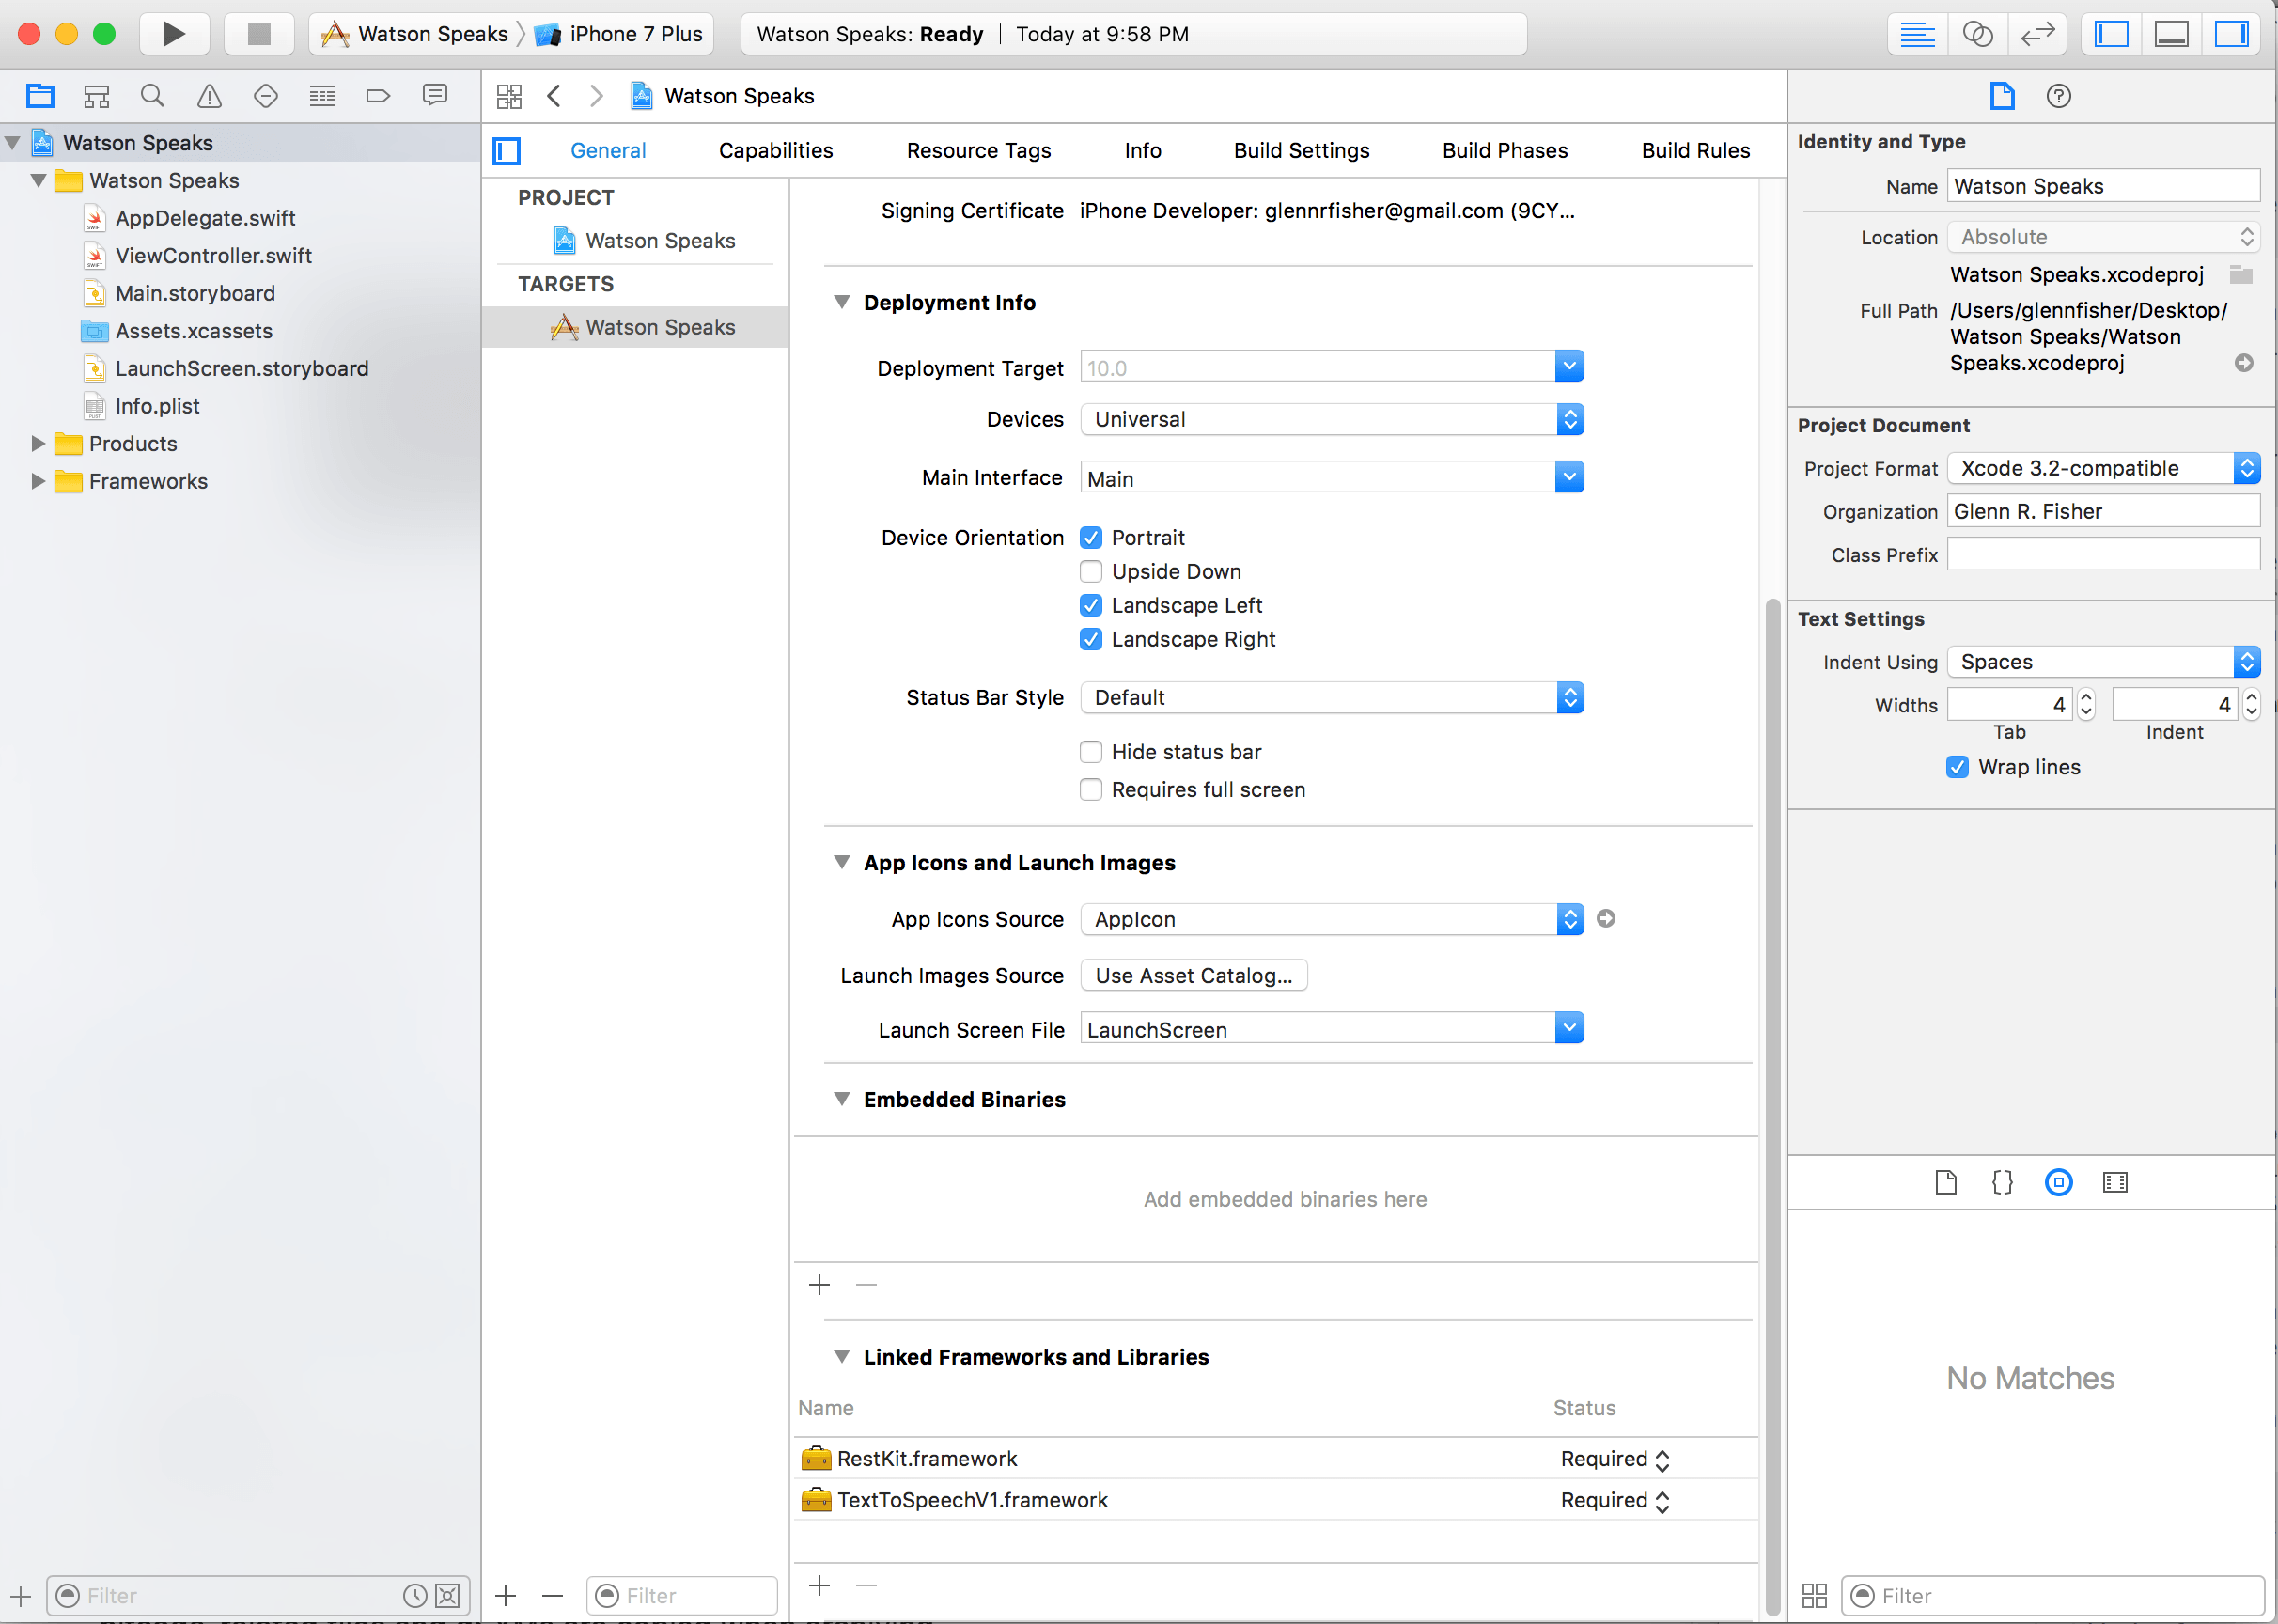 Watson Speaks
iPhone 7 Plus
Watson Speaks: Ready
Today at 9:58 PM
Watson Speaks
Watson Speaks
AppDelegate.swift
ViewController.swift
Main.storyboard
Assets.xcassets
LaunchScreen.storyboard
Info.plist
Products
Frameworks
Filter
Watson Speaks
General
Capabilities
Resource Tags
Info
Build Settings
Build Phases
Build Rules
PROJECT
Watson Speaks
TARGETS
Watson Speaks
Filter
Signing Certificate iPhone Developer: glennrfisher@gmail.com (9CY...
Deployment Info
Deployment Target 10.0
Devices Universal
Main Interface Main
Device Orientation Portrait
Upside Down
Landscape Left
Landscape Right
Status Bar Style Default
Hide status bar
Requires full screen
App Icons and Launch Images
App Icons Source AppIcon
Launch Images Source Use Asset Catalog...
Launch Screen File LaunchScreen
Embedded Binaries
Add embedded binaries here
Linked Frameworks and Libraries
Name Status
RestKit.framework Required
TextToSpeechV1.framework Required
Identity and Type
Name Watson Speaks
Location Absolute
Watson Speaks.xcodeproj
Full Path /Users/glennfisher/Desktop/
Watson Speaks/Watson
Speaks.xcodeproj
Project Document
Project Format Xcode 3.2-compatible
Organization Glenn R. Fisher
Class Prefix
Text Settings
Indent Using Spaces
Widths 4 4
Tab Indent
Wrap lines
No Matches
Filter